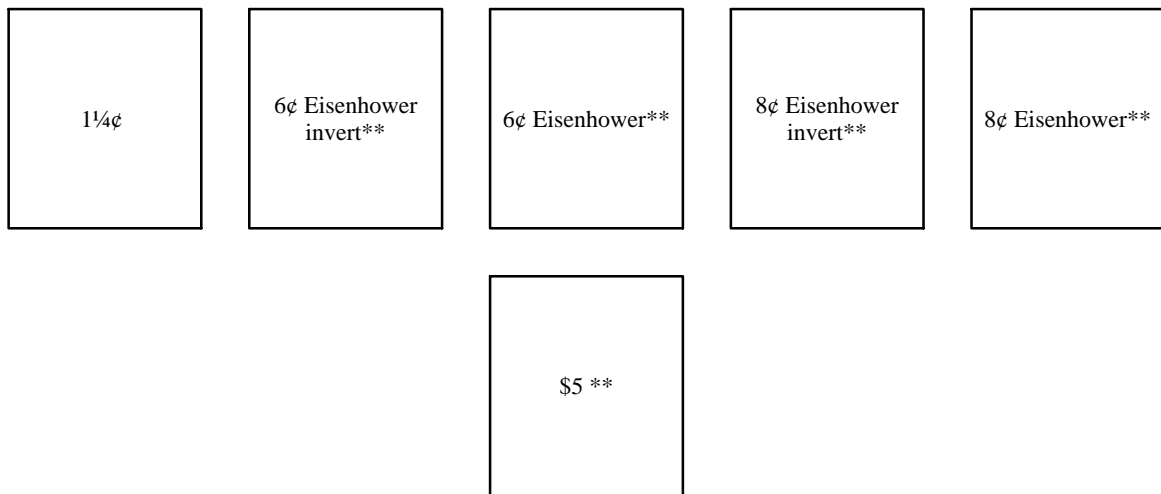 1¼¢
6¢ Eisenhower
invert**
6¢ Eisenhower**
8¢ Eisenhower
invert**
8¢ Eisenhower**
$5 **